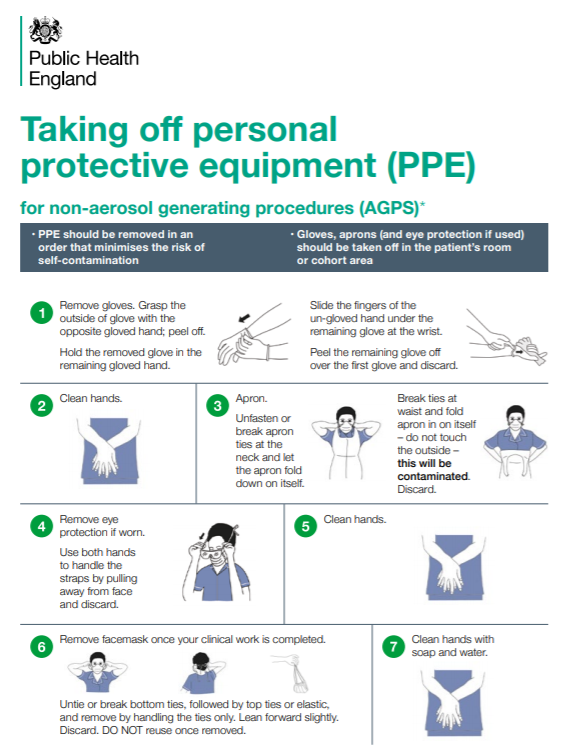 Public Health
England
Taking off personal
protective equipment (PPE)
for non-aerosol generating procedures (AGPS)*
• PPE should be removed in an
order that minimises the risk of
self-contamination
• Gloves, aprons (and eye protection if used)
should be taken off in the patient's room
or cohort area
1
Remove gloves. Grasp the
outside of glove with the
opposite gloved hand; peel off.
Hold the removed glove in the
remaining gloved hand.
Slide the fingers of the
un-gloved hand under the
remaining glove at the wrist.
Peel the remaining glove off
over the first glove and discard.
2
Clean hands.
3
Apron.
Unfasten or
break apron
ties at the
neck and let
the apron fold
down on itself.
Break ties at
waist and fold
apron in on itself
– do not touch
the outside –
this will be
contaminated.
Discard.
4
Remove eye
protection if worn.
Use both hands
to handle the
straps by pulling
away from face
and discard.
5
Clean hands.
6
Remove facemask once your clinical work is completed.
Untie or break bottom ties, followed by top ties or elastic,
and remove by handling the ties only. Lean forward slightly.
Discard. DO NOT reuse once removed.
7
Clean hands with
soap and water.